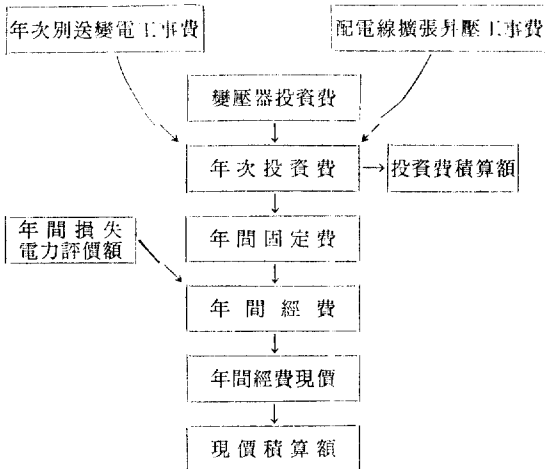 年次別送變電工事費
配電線擴張昇壓工事費
變壓器投資費
年次投資費
投資費積算額
年間損失
電力評價額
年間固定費
年間經費
年間經費現價
現價積算額